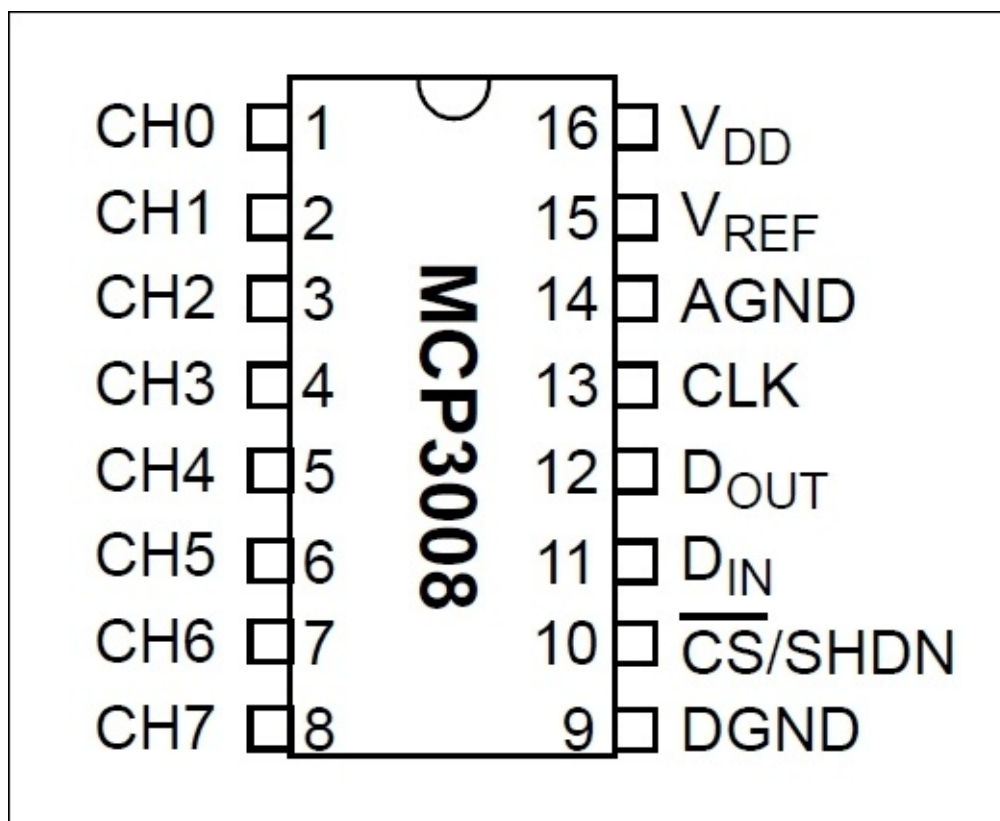 CH0 1 16 VDD
CH1 2 15 VREF
CH2 3 14 AGND
CH3 4 13 CLK
CH4 5 12 DOUT
CH5 6 11 DIN
CH6 7 10 C̅S̅/SHDN
CH7 8 9 DGND
MCP3008